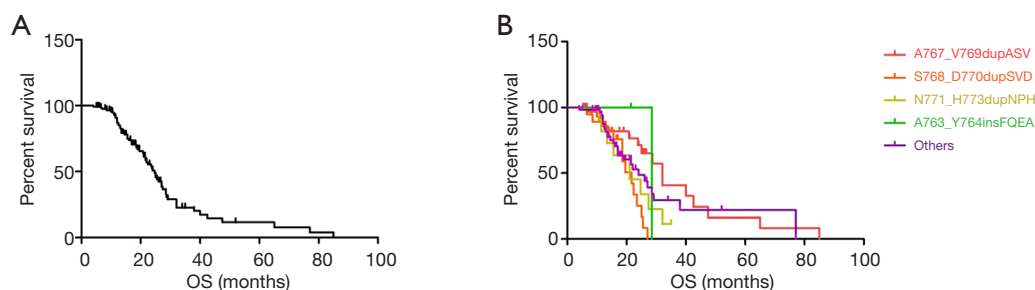 A
Percent survival
150
100
50
0
0 20 40 60 80 100
OS (months)
B
Percent survival
150
100
50
0
0 20 40 60 80 100
OS (months)
A767_V769dupASV
S768_D770dupSVD
N771_H773dupNPH
A763_Y764insFQEA
Others